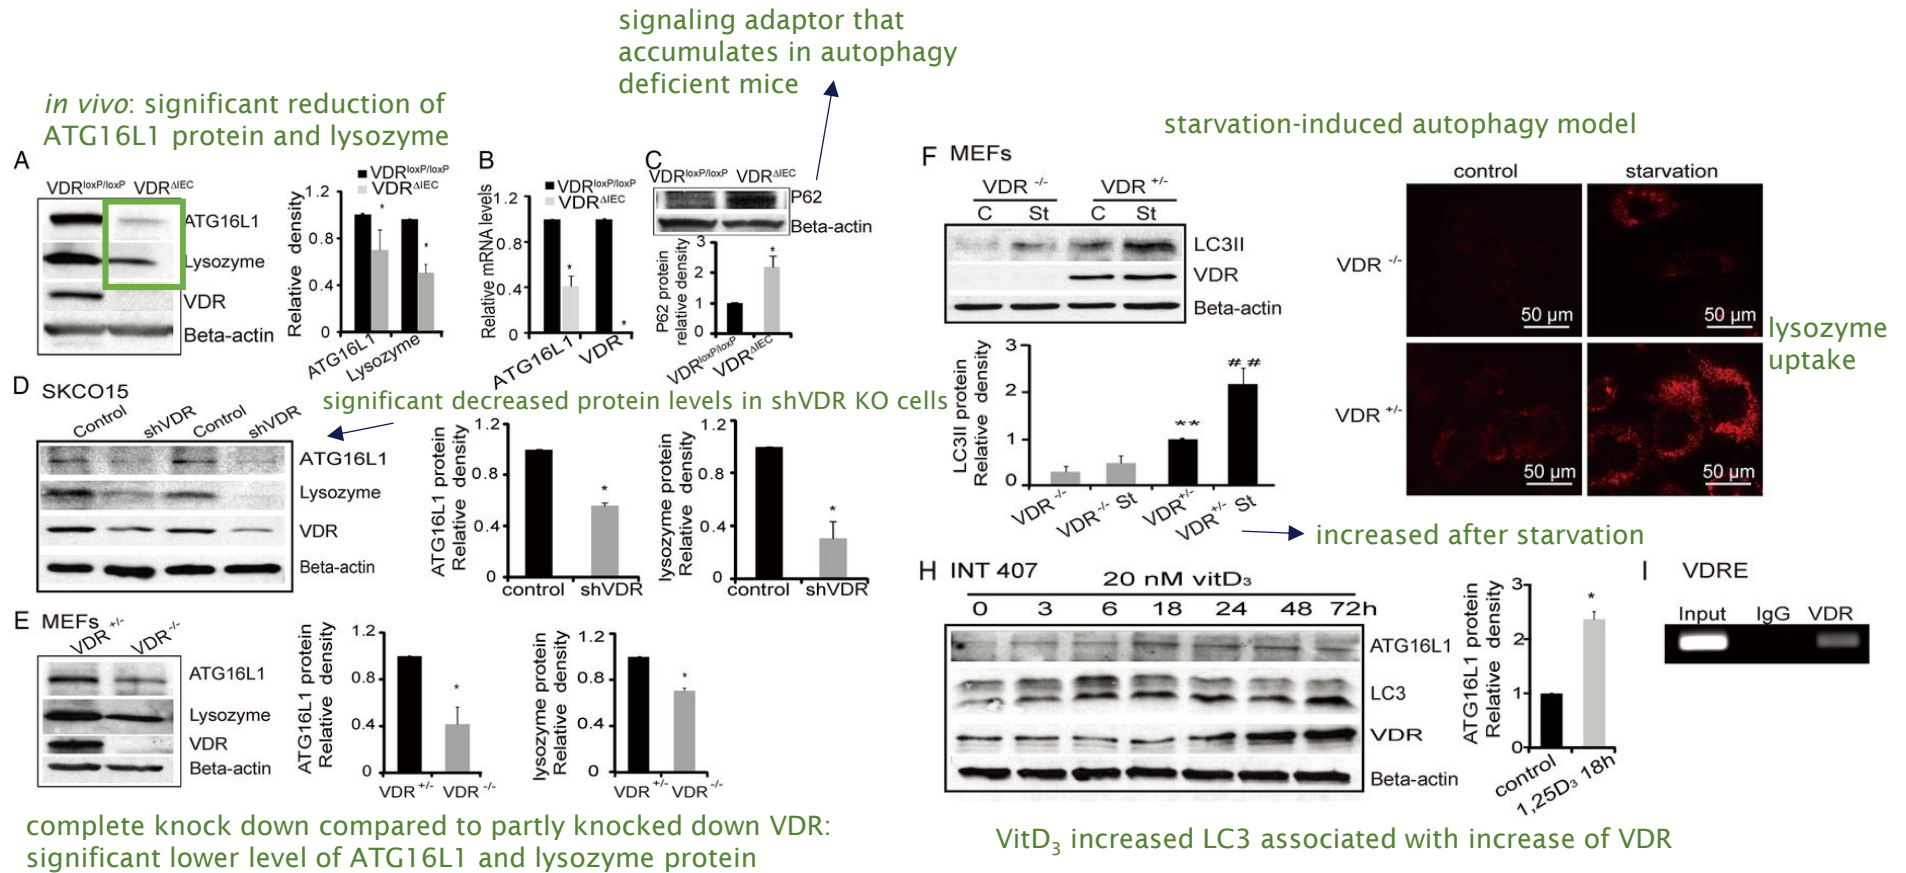 signaling adaptor that
accumulates in autophagy
deficient mice
in vivo: significant reduction of
ATG16L1 protein and lysozyme
starvation-induced autophagy model
A
VDRloxP/loxP VDRΔIEC
ATG16L1
Lysozyme
VDR
Beta-actin
Relative density
1.2
0.8
0.4
0
VDRloxP/loxP
VDRΔIEC
*
*
ATG16L1
Lysozyme
B
Relative mRNA levels
1.2
0.8
0.4
0
VDRloxP/loxP
VDRΔIEC
*
*
ATG16L1
VDR
C
VDRloxP/loxP VDRΔIEC
P62
Beta-actin
P62 protein
relative density
3
2
1
0
*
VDRloxP/loxP
VDRΔIEC
D SKCO15
Control shVDR Control shVDR
ATG16L1
Lysozyme
VDR
Beta-actin
significant decreased protein levels in shVDR KO cells
ATG16L1 protein
Relative density
1.2
0.8
0.4
0
*
control shVDR
lysozyme protein
Relative density
1.2
0.8
0.4
0
*
control shVDR
E MEFs
VDR+/- VDR-/-
ATG16L1
Lysozyme
VDR
Beta-actin
ATG16L1 protein
Relative density
1.2
0.8
0.4
0
*
VDR+/- VDR-/-
lysozyme protein
Relative density
1.2
0.8
0.4
0
*
VDR+/- VDR-/-
complete knock down compared to partly knocked down VDR:
significant lower level of ATG16L1 and lysozyme protein
F MEFs
VDR -/- VDR +/-
C St C St
LC3II
VDR
Beta-actin
LC3II protein
Relative density
3
2
1
0
**
##
VDR-/-
VDR-/- St
VDR+/-
VDR+/- St
increased after starvation
control starvation
VDR -/-
50 µm
50 µm
VDR +/-
50 µm
50 µm
lysozyme
uptake
H INT 407
20 nM vitD3
0 3 6 18 24 48 72h
ATG16L1
LC3
VDR
Beta-actin
ATG16L1 protein
Relative density
3
2
1
0
*
control
1,25D3 18h
I VDRE
Input IgG VDR
VitD3 increased LC3 associated with increase of VDR